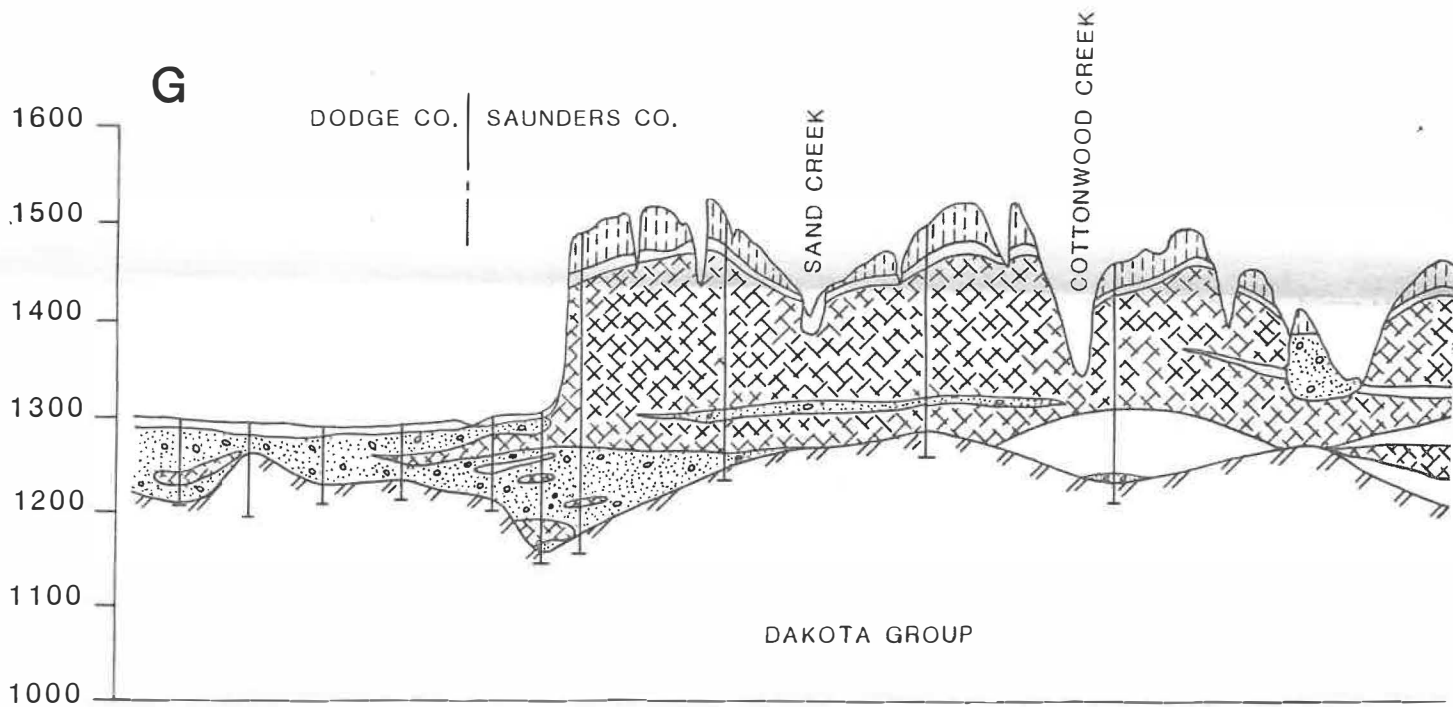 G
DODGE CO. SAUNDERS CO.
SAND CREEK
COTTONWOOD CREEK
1600
1500
1400
1300
1200
1100
1000
DAKOTA GROUP